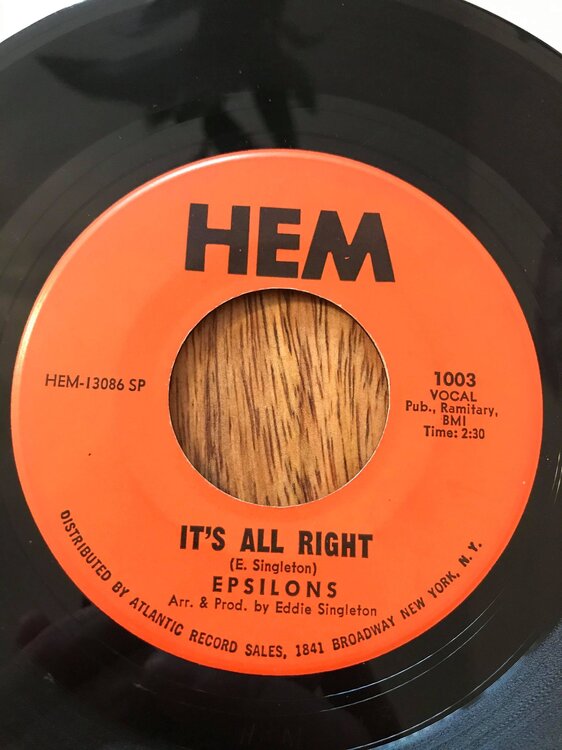 HEM
HEM-13086 SP
1003
VOCAL
Pub., Ramitary,
BMI
Time: 2:30
IT'S ALL RIGHT
(E. Singleton)
EPSILONS
Arr. & Prod. by Eddie Singleton
DISTRIBUTED BY ATLANTIC RECORD SALES, 1841 BROADWAY NEW YORK, N. Y.